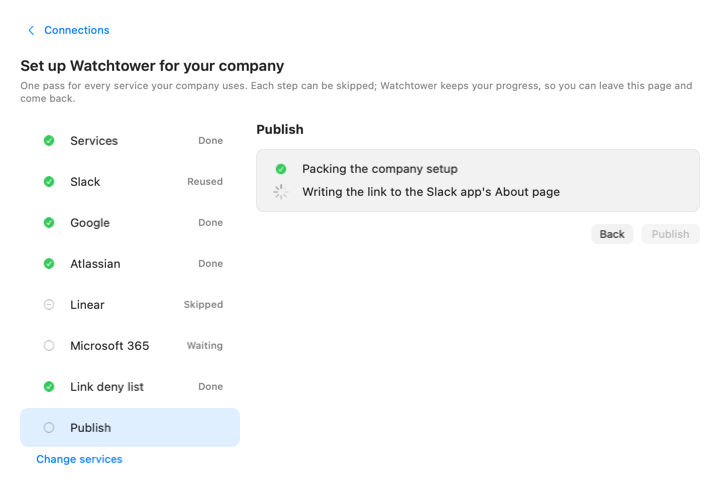 Connections
Set up Watchtower for your company
One pass for every service your company uses. Each step can be skipped; Watchtower keeps your progress, so you can leave this page and
come back.
Services Done
Slack Reused
Google Done
Atlassian Done
Linear Skipped
Microsoft 365 Waiting
Link deny list Done
Publish
Change services
Publish
Packing the company setup
Writing the link to the Slack app's About page
Back Publish